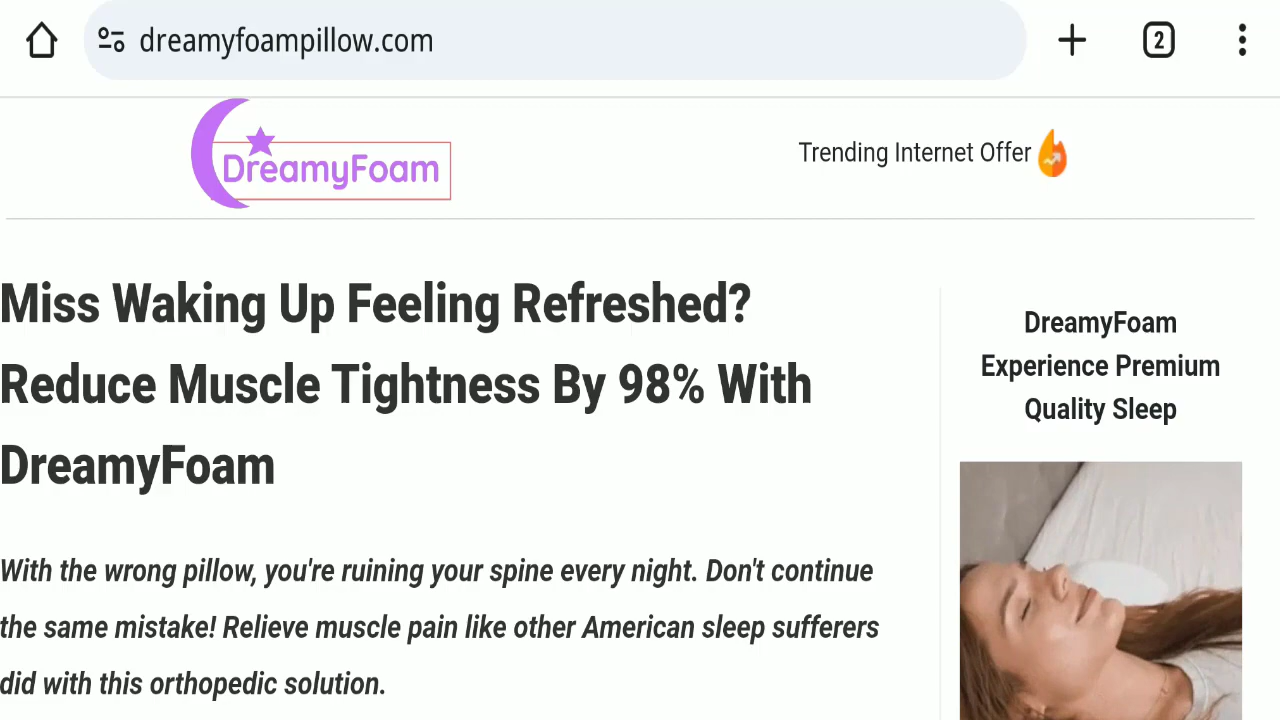 dreamyfoampillow.com
2
DreamyFoam
Trending Internet Offer
Miss Waking Up Feeling Refreshed?
Reduce Muscle Tightness By 98% With
DreamyFoam
With the wrong pillow, you're ruining your spine every night. Don't continue
the same mistake! Relieve muscle pain like other American sleep sufferers
did with this orthopedic solution.
DreamyFoam
Experience Premium
Quality Sleep